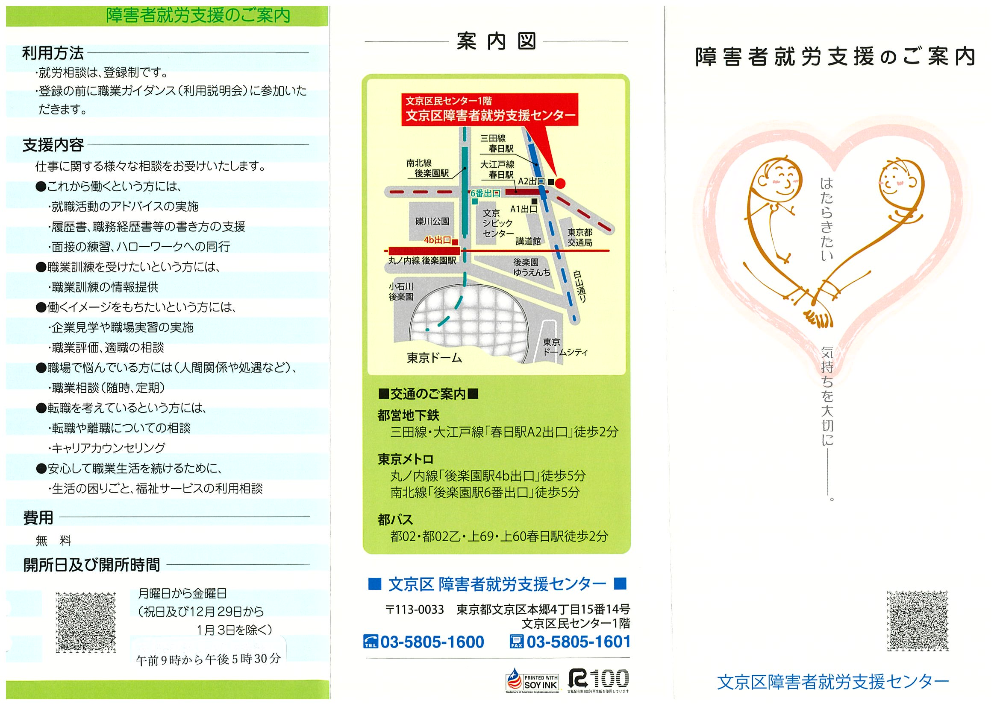 障害者就労支援のご案内
利用方法
・就労相談は、登録制です。
・登録の前に職業ガイダンス（利用説明会）に参加いた
だきます。
支援内容
仕事に関する様々な相談をお受けいたします。
●これから働くという方には、
・就職活動のアドバイスの実施
・履歴書、職務経歴書等の書き方の支援
・面接の練習、ハローワークへの同行
●職業訓練を受けたいという方には、
・職業訓練の情報提供
●働くイメージをもちたいという方には、
・企業見学や職場実習の実施
・職業評価、適職の相談
●職場で悩んでいる方には（人間関係や処遇など）、
・職業相談（随時、定期）
●転職を考えているという方には、
・転職や離職についての相談
・キャリアカウンセリング
●安心して職業生活を続けるために、
・生活の困りごと、福祉サービスの利用相談
費用
無　料
開所日及び開所時間
月曜日から金曜日
（祝日及び12月29日から
1月3日を除く）
午前9時から午後5時30分
案内図
文京区民センター1階
文京区障害者就労支援センター
三田線
春日駅
南北線
後楽園駅
大江戸線
春日駅
A2出口
6番出口
A1出口
礫川公園
文京
シビック
センター
講道館
東京都
交通局
4b出口
丸ノ内線 後楽園駅
後楽園
ゆうえんち
白山通り
小石川
後楽園
東京ドーム
東京
ドームシティ
■交通のご案内■
都営地下鉄
三田線・大江戸線「春日駅A2出口」徒歩2分
東京メトロ
丸ノ内線「後楽園駅4b出口」徒歩5分
南北線「後楽園駅6番出口」徒歩5分
都バス
都02・都02乙・上69・上60春日駅徒歩2分
■ 文京区 障害者就労支援センター ■
〒113-0033　東京都文京区本郷4丁目15番14号
文京区民センター1階
TEL 03-5805-1600 FAX 03-5805-1601
PRINTED WITH
SOY INK
Trademark of American Soybean Association
R100
古紙配合率100%再生紙を使用しています
障害者就労支援のご案内
はたらきたい
気持ちを大切に――。
文京区障害者就労支援センター